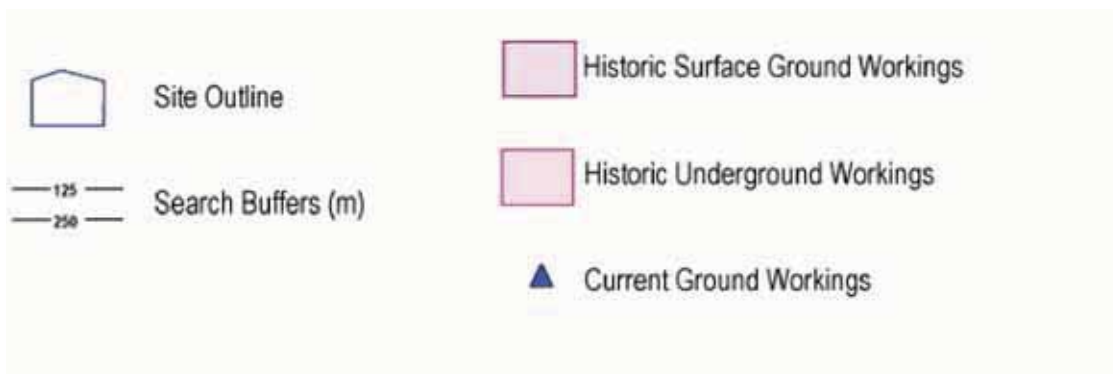 Site Outline
125
250
Search Buffers (m)
Historic Surface Ground Workings
Historic Underground Workings
Current Ground Workings